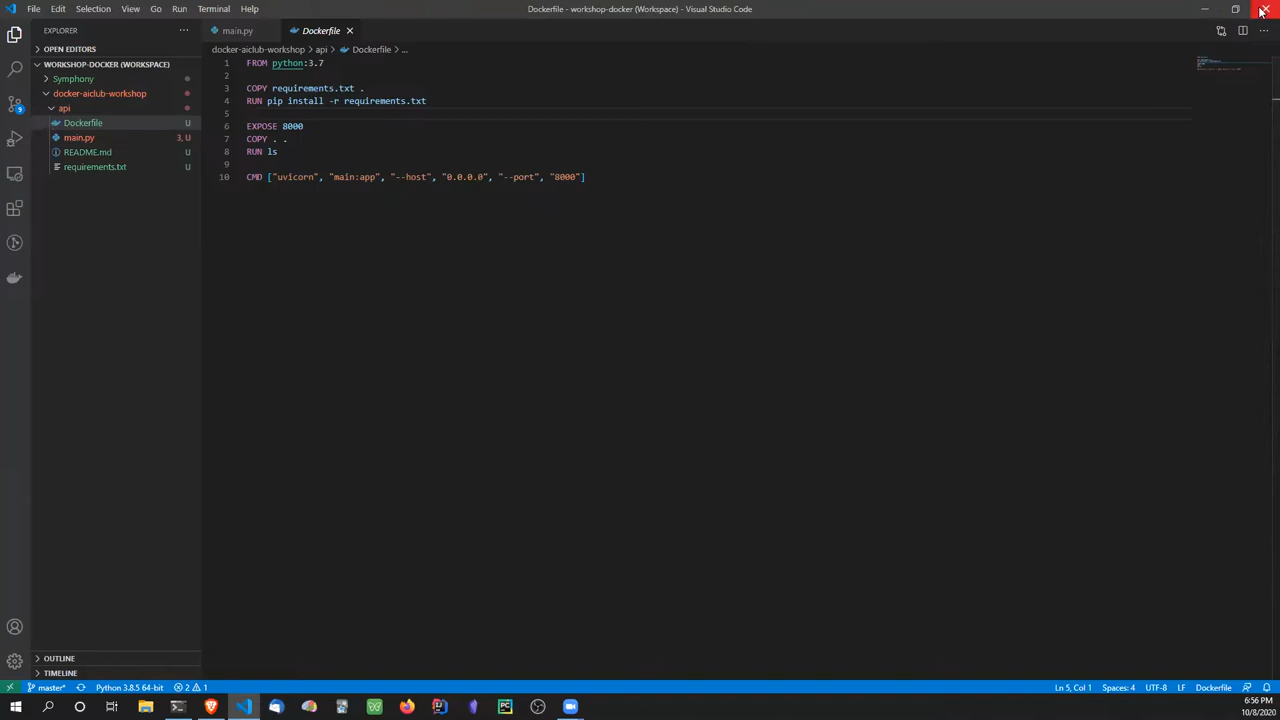 File Edit Selection View Go Run Terminal Help
Dockerfile - workshop-docker (Workspace) - Visual Studio Code
EXPLORER
main.py
Dockerfile
OPEN EDITORS
docker-aiclub-workshop > api > Dockerfile > ...
WORKSHOP-DOCKER (WORKSPACE)
Symphony
docker-aiclub-workshop
api
Dockerfile U
main.py 3, U
README.md U
requirements.txt U
1 FROM python:3.7
2
3 COPY requirements.txt .
4 RUN pip install -r requirements.txt
5
6 EXPOSE 8000
7 COPY . .
8 RUN ls
9
10 CMD ["uvicorn", "main:app", "--host", "0.0.0.0", "--port", "8000"]
9
OUTLINE
TIMELINE
master* Python 3.8.5 64-bit 2 1
Ln 5, Col 1 Spaces: 4 UTF-8 LF Dockerfile
6:56 PM
10/8/2020